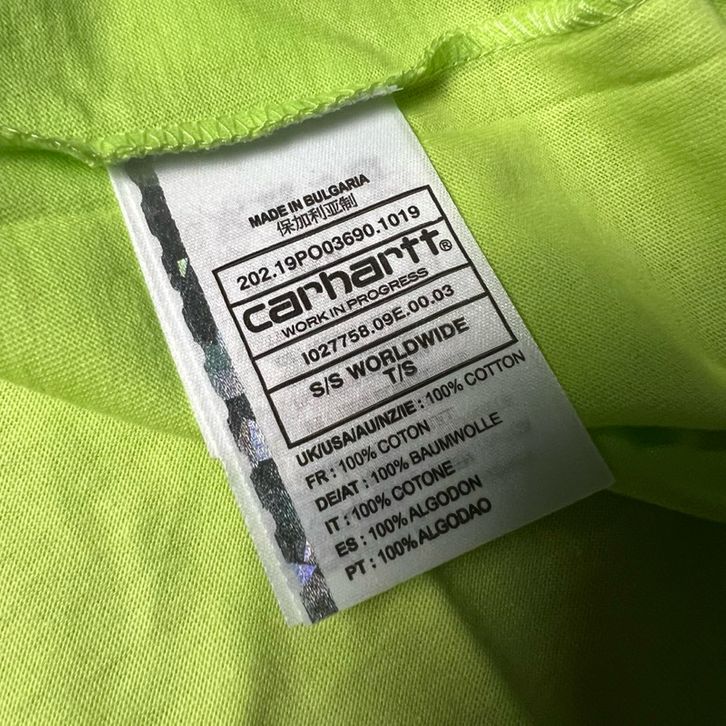 MADE IN BULGARIA
保加利亚制
202.19PO03690.1019
carhartt®
WORK IN PROGRESS
I027758.09E.00.03
S/S WORLDWIDE
T/S
UK/USA/AU/NZ/IE : 100% COTTON
FR : 100% COTON
DE/AT : 100% BAUMWOLLE
IT : 100% COTONE
ES : 100% ALGODON
PT : 100% ALGODAO